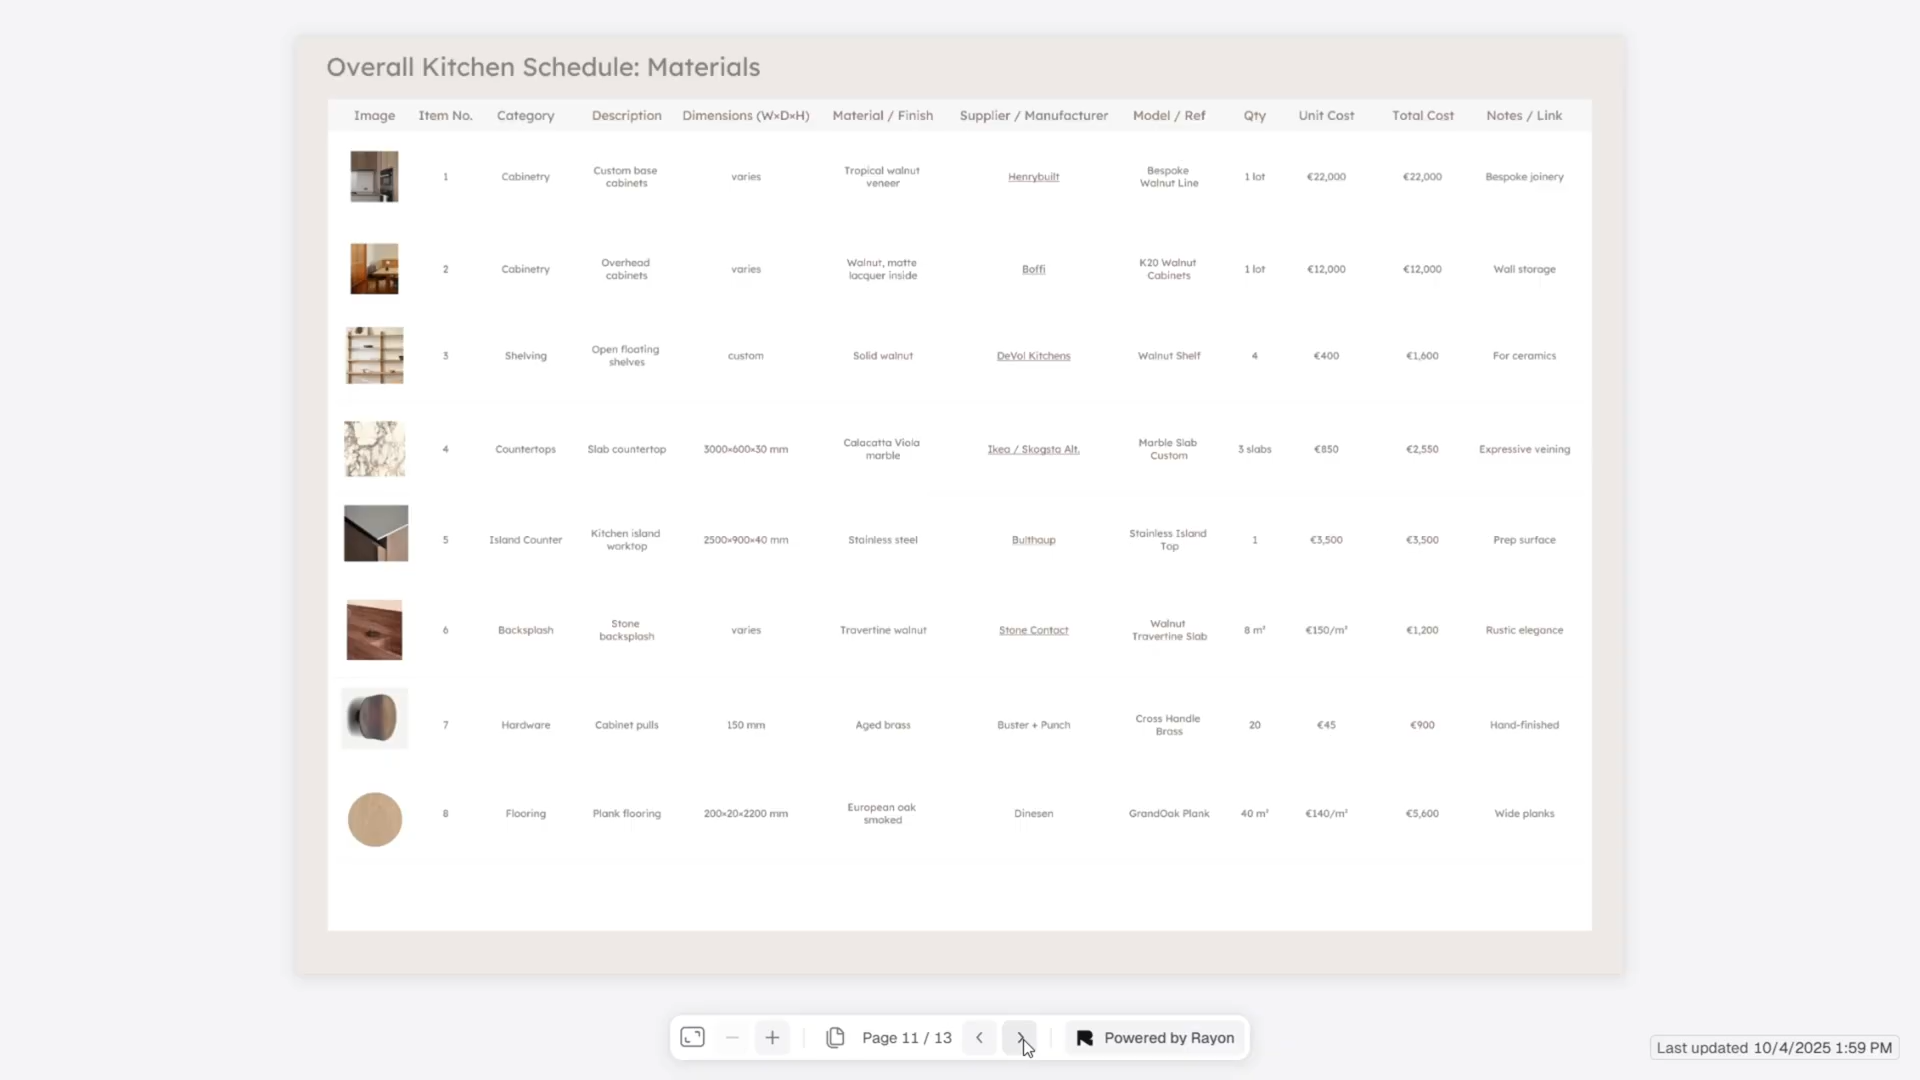 Overall Kitchen Schedule: Materials
Image Item No. Category Description Dimensions (W×D×H) Material / Finish Supplier / Manufacturer Model / Ref Qty Unit Cost Total Cost Notes / Link
1 Cabinetry Custom base cabinets varies Tropical walnut veneer Henrybuilt Bespoke Walnut Line 1 lot €22,000 €22,000 Bespoke joinery
2 Cabinetry Overhead cabinets varies Walnut, matte lacquer inside Boffi K20 Walnut Cabinets 1 lot €12,000 €12,000 Wall storage
3 Shelving Open floating shelves custom Solid walnut DeVol Kitchens Walnut Shelf 4 €400 €1,600 For ceramics
4 Countertops Slab countertop 3000×600×30 mm Calacatta Viola marble Ikea / Skogsta Alt. Marble Slab Custom 3 slabs €850 €2,550 Expressive veining
5 Island Counter Kitchen island worktop 2500×900×40 mm Stainless steel Bulthaup Stainless Island Top 1 €3,500 €3,500 Prep surface
6 Backsplash Stone backsplash varies Travertine walnut Stone Contact Walnut Travertine Slab 8 m² €150/m² €1,200 Rustic elegance
7 Hardware Cabinet pulls 150 mm Aged brass Buster + Punch Cross Handle Brass 20 €45 €900 Hand-finished
8 Flooring Plank flooring 200×20×2200 mm European oak smoked Dinesen GrandOak Plank 40 m² €140/m² €5,600 Wide planks
Page 11 / 13
Powered by Rayon
Last updated 10/4/2025 1:59 PM